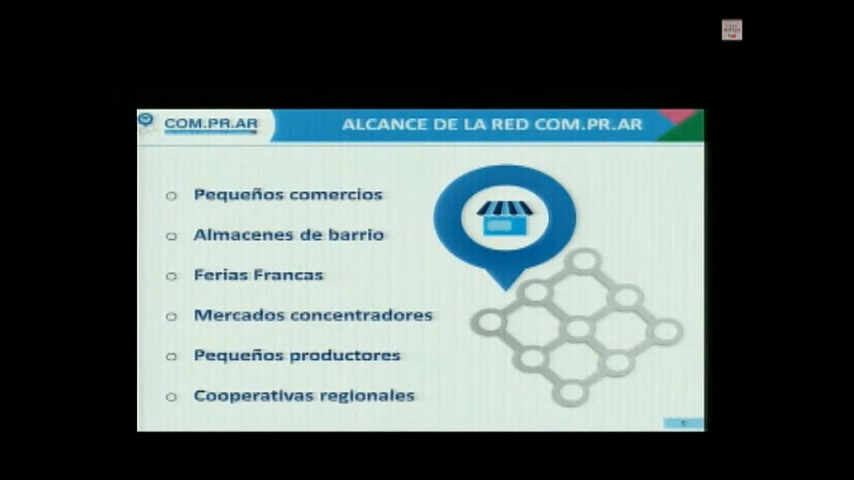 COM.PR.AR
ALCANCE DE LA RED COM.PR.AR
Pequeños comercios
Almacenes de barrio
Ferias Francas
Mercados concentradores
Pequeños productores
Cooperativas regionales